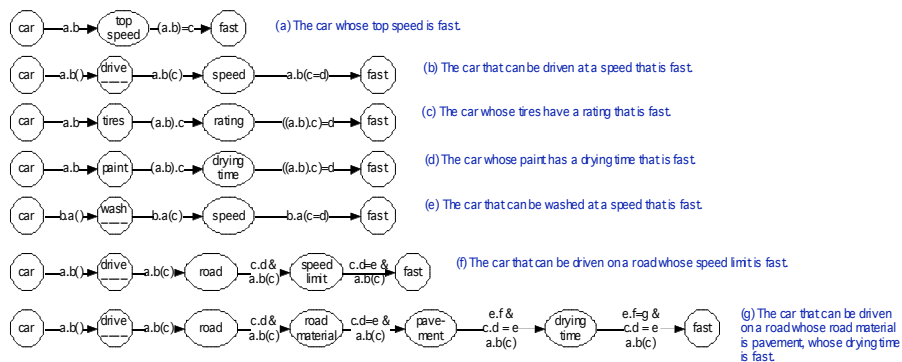 car a.b top speed (a.b)=c fast (a) The car whose top speed is fast.
car a.b() drive ___ a.b(c) speed a.b(c=d) fast (b) The car that can be driven at a speed that is fast.
car a.b tires (a.b).c rating ((a.b).c)=d fast (c) The car whose tires have a rating that is fast.
car a.b paint (a.b).c drying time ((a.b).c)=d fast (d) The car whose paint has a drying time that is fast.
car b.a() wash ___ b.a(c) speed b.a(c=d) fast (e) The car that can be washed at a speed that is fast.
car a.b() drive ___ a.b(c) road c.d & a.b(c) speed limit c.d=e & a.b(c) fast (f) The car that can be driven on a road whose speed limit is fast.
car a.b() drive ___ a.b(c) road c.d & a.b(c) road material c.d=e & a.b(c) pave-ment e.f & c.d = e a.b(c) drying time e.f=g & c.d = e a.b(c) fast (g) The car that can be driven
on a road whose road material
is pavement, whose drying time
is fast.